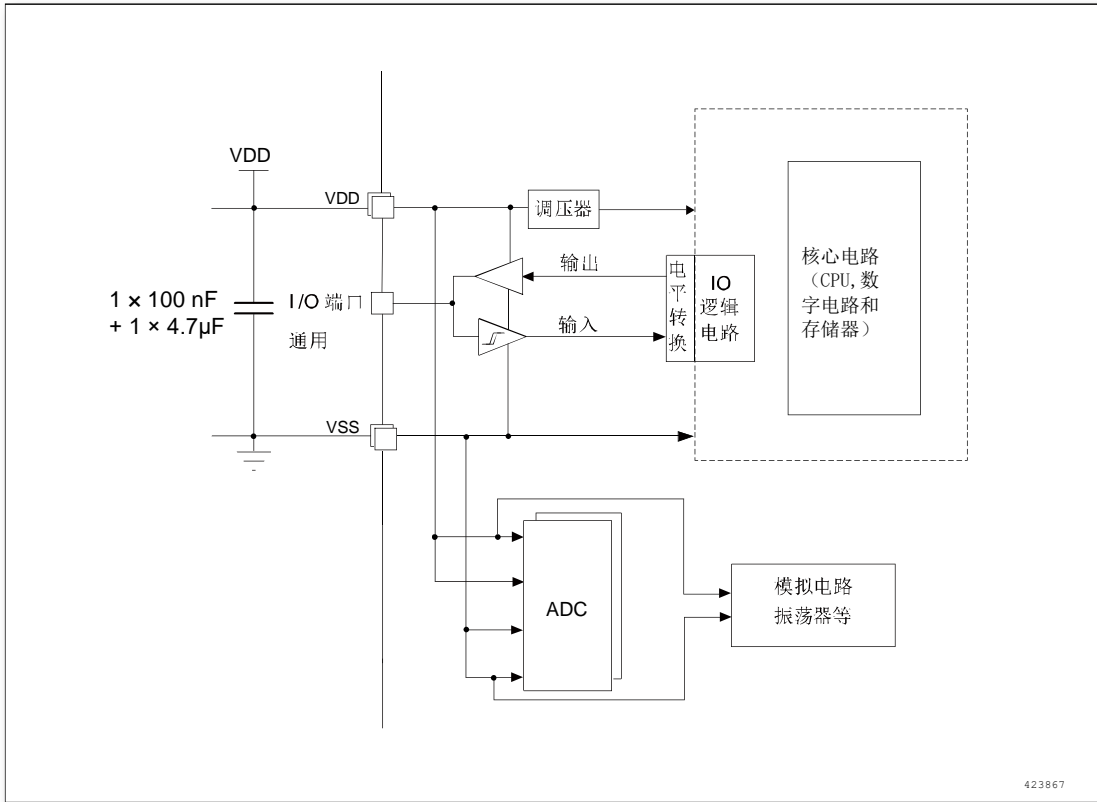 VDD
VDD
调压器
输出
1 × 100 nF
+ 1 × 4.7µF
I/O 端口
通用
输入
电
平
转
换
IO
逻辑
电路
核心电路
(CPU,数
字电路和
存储器)
VSS
ADC
模拟电路
振荡器等
423867